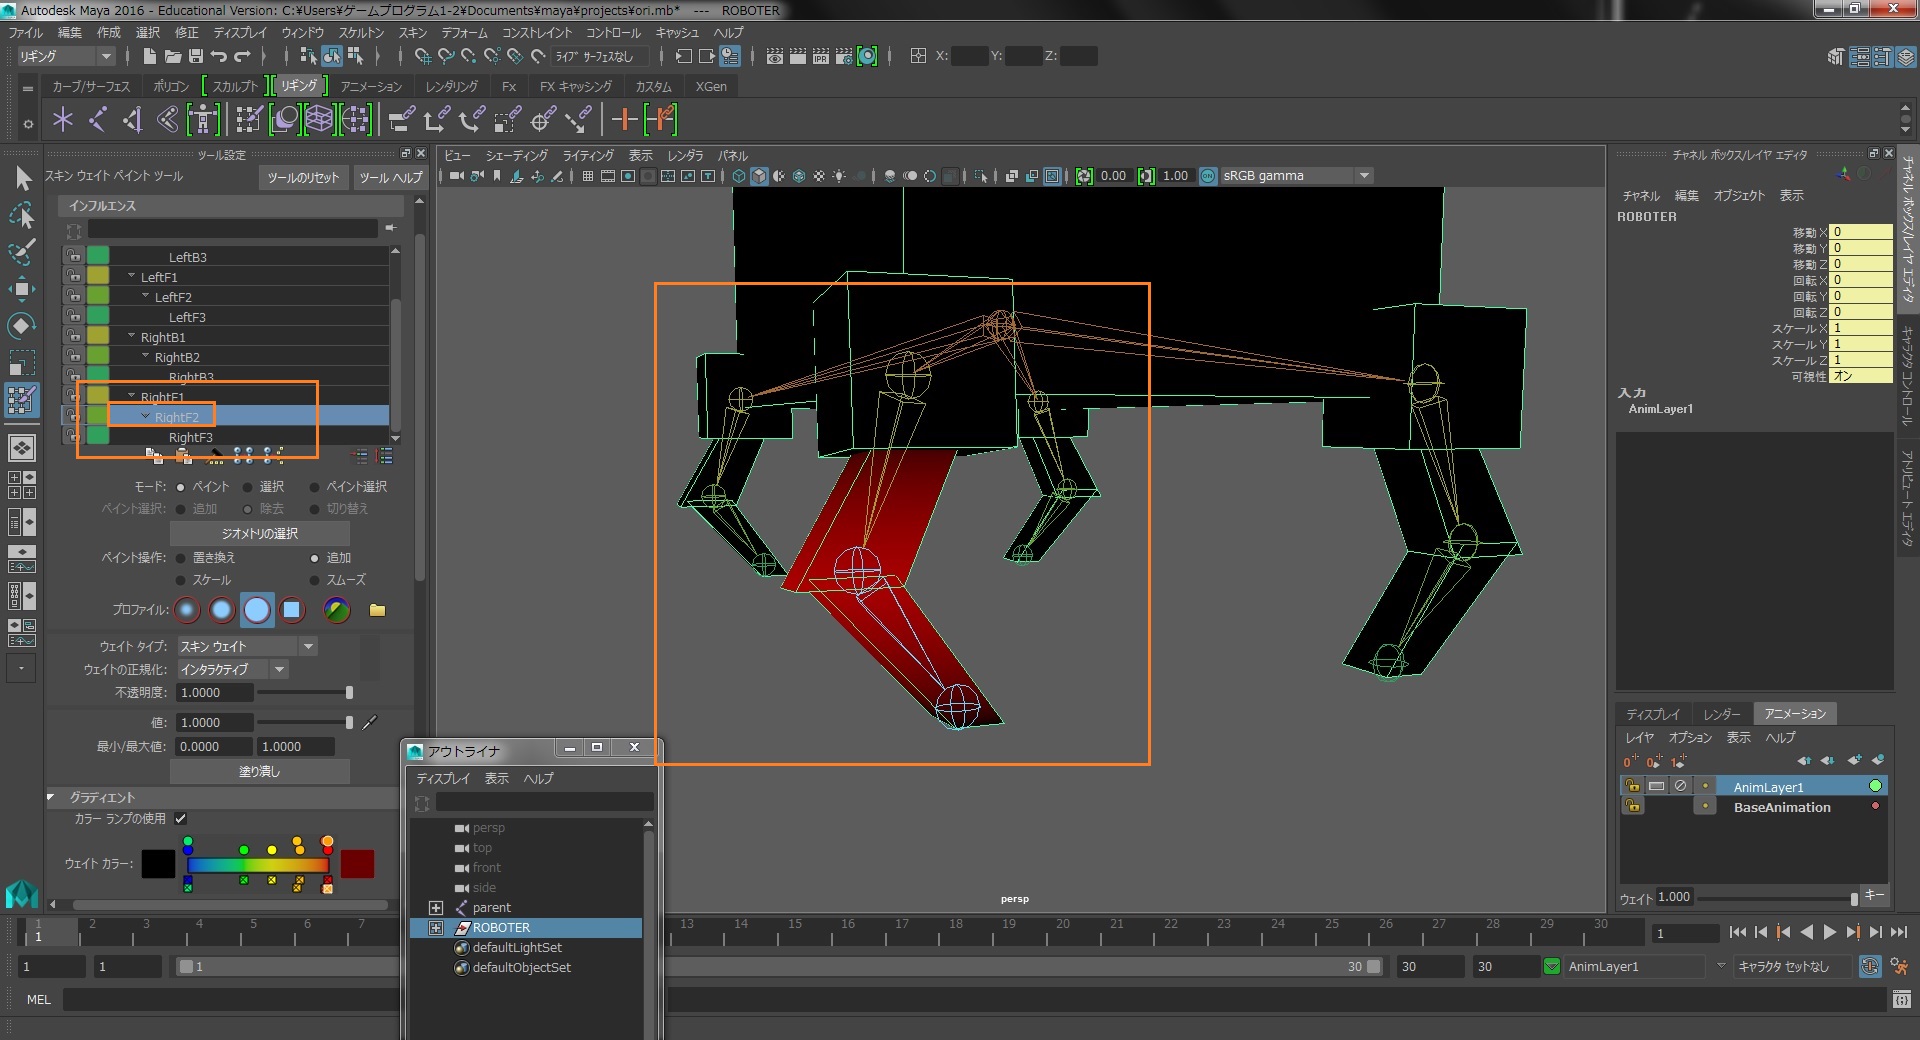 Autodesk Maya 2016 - Educational Version: C:¥Users¥ゲームプログラム1-2¥Documents¥maya¥projects¥ori.mb* --- ROBOTER
ファイル 編集 作成 選択 修正 ディスプレイ ウィンドウ スケルトン スキン デフォーム コンストレイント コントロール キャッシュ ヘルプ
リギング ライブ サーフェスなし X: Y: Z:
カーブ/サーフェス ポリゴン スカルプト リギング アニメーション レンダリング Fx FX キャッシング カスタム XGen
ツール設定
スキン ウェイト ペイント ツール ツールのリセット ツール ヘルプ
インフルエンス
LeftB3
LeftF1
LeftF2
LeftF3
RightB1
RightB2
RightB3
RightF1
RightF2
RightF3
モード: ペイント 選択 ペイント選択
ペイント選択: 追加 除去 切り替え
ジオメトリの選択
ペイント操作: 置き換え 追加
スケール スムーズ
プロファイル:
ウェイト タイプ: スキン ウェイト
ウェイトの正規化: インタラクティブ
不透明度: 1.0000
値: 1.0000
最小/最大値: 0.0000 1.0000
塗り潰し
グラディエント
カラー ランプの使用
ウェイト カラー:
ビュー シェーディング ライティング 表示 レンダラ パネル
0.00 1.00 ON sRGB gamma
persp
アウトライナ
ディスプレイ 表示 ヘルプ
persp
top
front
side
parent
ROBOTER
defaultLightSet
defaultObjectSet
チャネル ボックス/レイヤ エディタ
チャネル 編集 オブジェクト 表示
ROBOTER
移動 X 0
移動 Y 0
移動 Z 0
回転 X 0
回転 Y 0
回転 Z 0
スケール X 1
スケール Y 1
スケール Z 1
可視性 オン
入力
AnimLayer1
チャネル ボックス/レイヤ エディタ
キャラクタ コントロール
アトリビュート エディタ
ディスプレイ レンダー アニメーション
レイヤ オプション 表示 ヘルプ
AnimLayer1
BaseAnimation
ウェイト 1.000 キー
1 2 3 4 5 6 7 13 14 15 16 17 18 19 20 21 22 23 24 25 26 27 28 29 30 1
1
1 1 1 30 30 30 AnimLayer1 キャラクタ セットなし
MEL